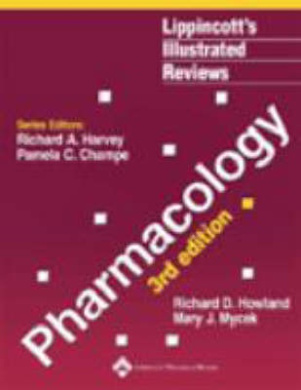 Lippincott's
Illustrated
Reviews
Series Editors:
Richard A. Harvey
Pamela C. Champe
Pharmacology
3rd edition
Richard D. Howland
Mary J. Mycek